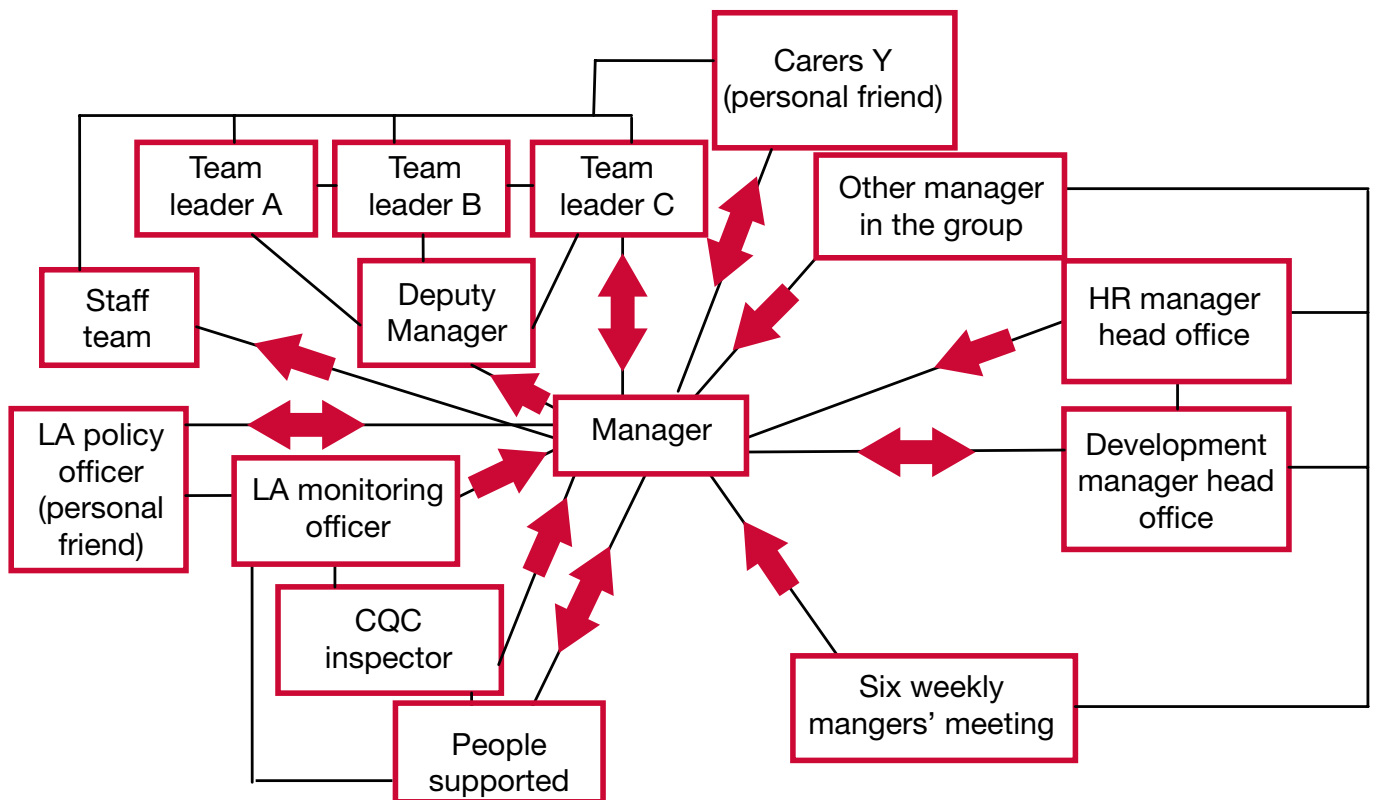 Carers Y
(personal friend)
Team
leader A
Team
leader B
Team
leader C
Other manager
in the group
Staff
team
Deputy
Manager
HR manager
head office
LA policy
officer
(personal
friend)
Manager
Development
manager head
office
LA monitoring
officer
CQC
inspector
Six weekly
mangers’ meeting
People
supported